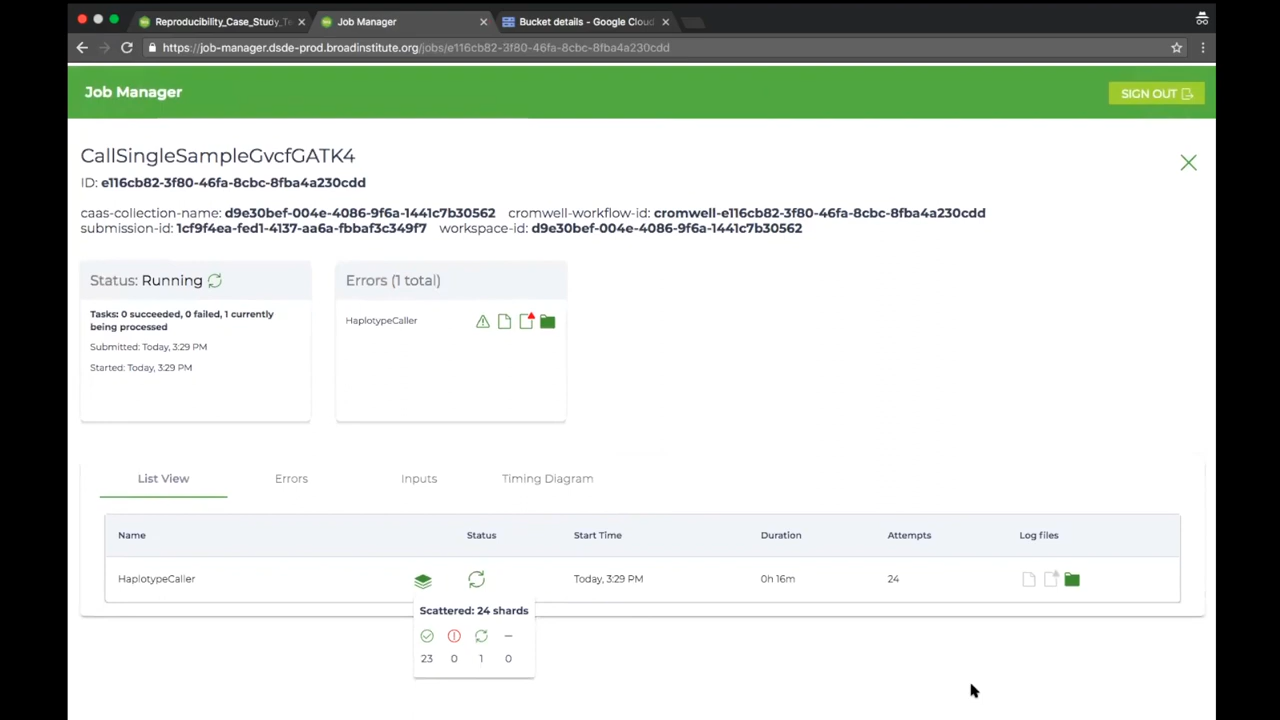 Reproducibility_Case_Study_Te
Job Manager
Bucket details - Google Cloud
https://job-manager.dsde-prod.broadinstitute.org/jobs/e116cb82-3f80-46fa-8cbc-8fba4a230cdd
Job Manager
SIGN OUT
CallSingleSampleGvcfGATK4
ID: e116cb82-3f80-46fa-8cbc-8fba4a230cdd
caas-collection-name: d9e30bef-004e-4086-9f6a-1441c7b30562 cromwell-workflow-id: cromwell-e116cb82-3f80-46fa-8cbc-8fba4a230cdd
submission-id: 1cf9f4ea-fed1-4137-aa6a-fbbaf3c349f7 workspace-id: d9e30bef-004e-4086-9f6a-1441c7b30562
Status: Running
Tasks: 0 succeeded, 0 failed, 1 currently
being processed
Submitted: Today, 3:29 PM
Started: Today, 3:29 PM
Errors (1 total)
HaplotypeCaller
List View Errors Inputs Timing Diagram
Name Status Start Time Duration Attempts Log files
HaplotypeCaller Today, 3:29 PM 0h 16m 24
Scattered: 24 shards
23 0 1 0